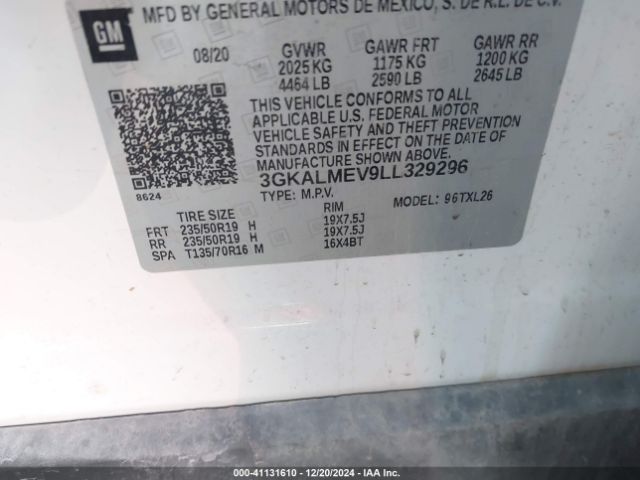 MFD BY GENERAL MOTORS DE MEXICO, S. DE R.L. DE C.V.
GM
08/20 GVWR GAWR FRT GAWR RR
2025 KG 1175 KG 1200 KG
4464 LB 2590 LB 2645 LB
THIS VEHICLE CONFORMS TO ALL
APPLICABLE U.S. FEDERAL MOTOR
VEHICLE SAFETY AND THEFT PREVENTION
STANDARDS IN EFFECT ON THE DATE OF
MANUFACTURE SHOWN ABOVE.
3GKALMEV9LL329296
8624 TYPE: M.P.V. MODEL: 96TXL26
TIRE SIZE RIM
FRT 235/50R19 H 19X7.5J
RR 235/50R19 H 19X7.5J
SPA T135/70R16 M 16X4BT
000-41131610 - 12/20/2024 - IAA Inc.